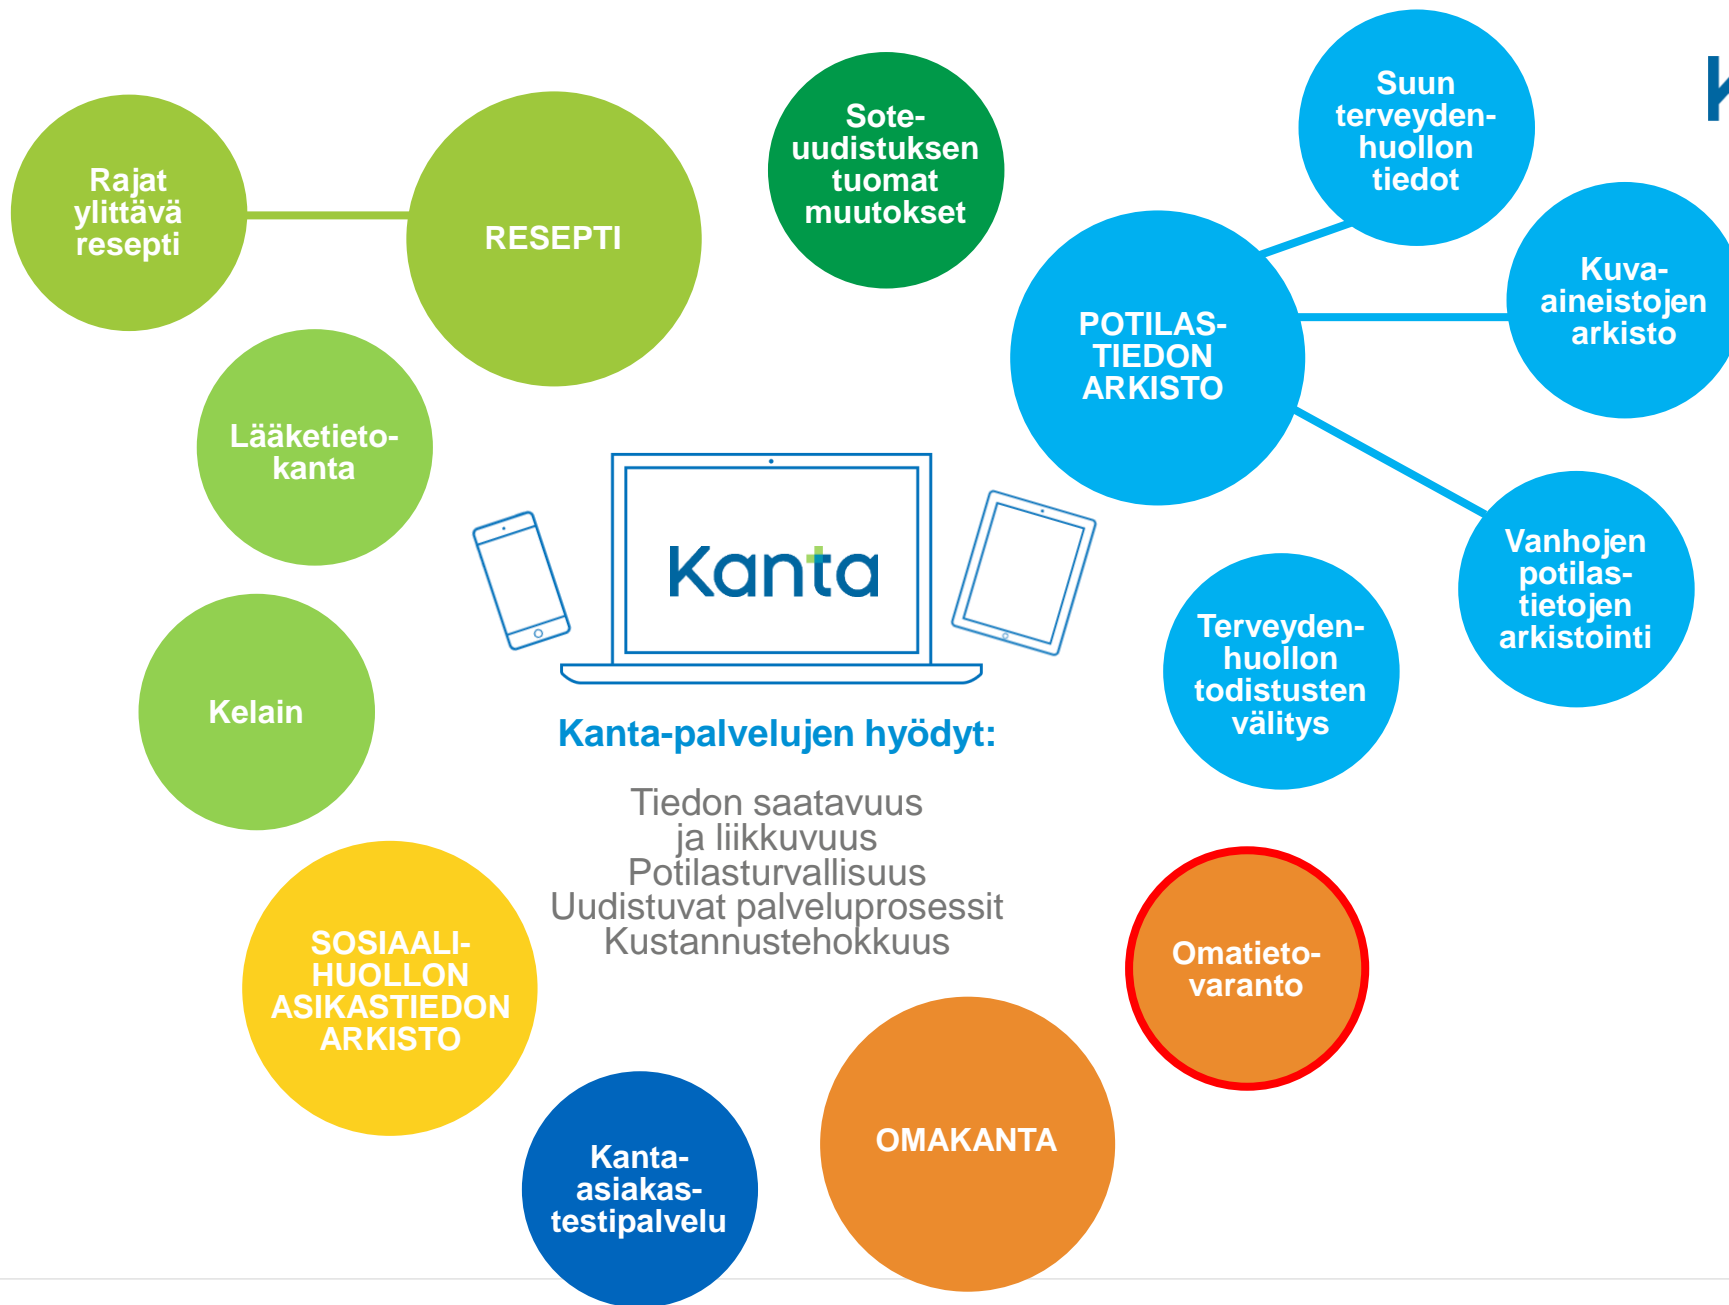 Rajat
ylittävä
resepti
RESEPTI
Sote-
uudistuksen
tuomat
muutokset
Suun
terveyden-
huollon
tiedot
K
Kuva-
aineistojen
arkisto
POTILAS-
TIEDON
ARKISTO
Lääketieto-
kanta
Kanta
Vanhojen
potilas-
tietojen
arkistointi
Terveyden-
huollon
todistusten
välitys
Kelain
Kanta-palvelujen hyödyt:
Tiedon saatavuus
ja liikkuvuus
Potilasturvallisuus
Uudistuvat palveluprosessit
Kustannustehokkuus
SOSIAALI-
HUOLLON
ASIKASTIEDON
ARKISTO
Omatieto-
varanto
OMAKANTA
Kanta-
asiakas-
testipalvelu